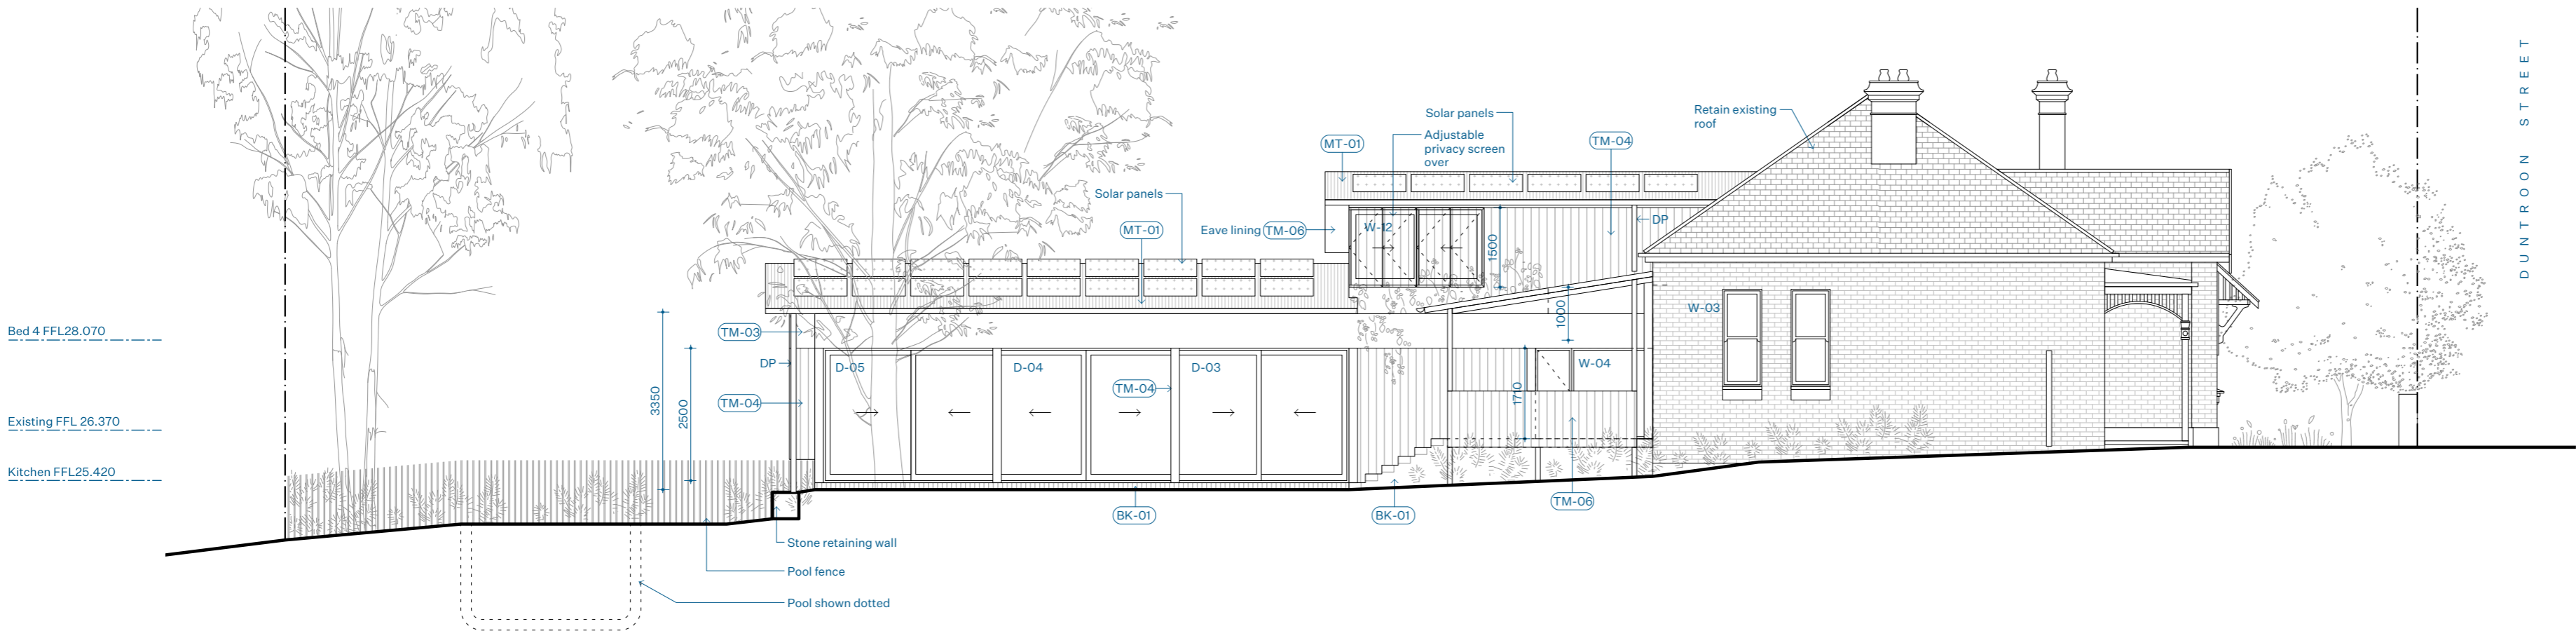 DUNTROON STREET
Solar panels
Adjustable
privacy screen
over
MT-01
TM-04
Retain existing
roof
Solar panels
MT-01
Eave lining TM-06
W-12
DP
1500
1000
W-03
Bed 4 FFL28.070
TM-03
DP
D-05
D-04
D-03
W-04
TM-04
TM-04
3350
2500
1710
Existing FFL 26.370
Kitchen FFL25.420
TM-06
BK-01
BK-01
Stone retaining wall
Pool fence
Pool shown dotted